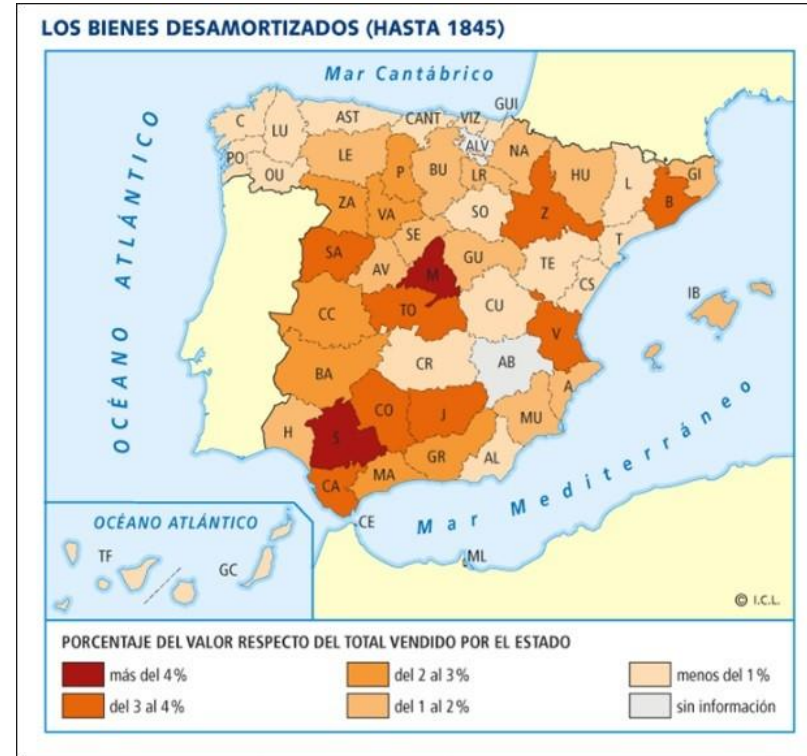 LOS BIENES DESAMORTIZADOS (HASTA 1845)
Mar Cantábrico
OCÉANO ATLÁNTICO
C
LU
AST
CANT
VIZ
GUI
PO
OU
LE
P
BU
ALV
NA
LR
HU
L
GI
B
ZA
VA
SO
Z
T
SA
SE
AV
M
GU
TE
CS
IB
CC
TO
CU
V
BA
CR
AB
A
H
S
CO
J
MU
CA
MA
GR
AL
Mar Mediterráneo
CE
ML
OCÉANO ATLÁNTICO
TF
GC
© I.C.L.
PORCENTAJE DEL VALOR RESPECTO DEL TOTAL VENDIDO POR EL ESTADO
más del 4%
del 2 al 3%
menos del 1%
del 3 al 4%
del 1 al 2%
sin información